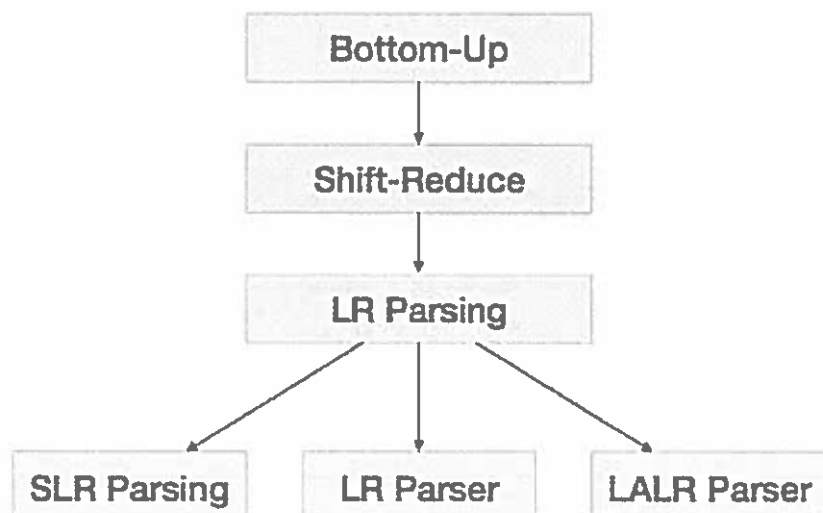 Bottom-Up
Shift-Reduce
LR Parsing
SLR Parsing
LR Parser
LALR Parser